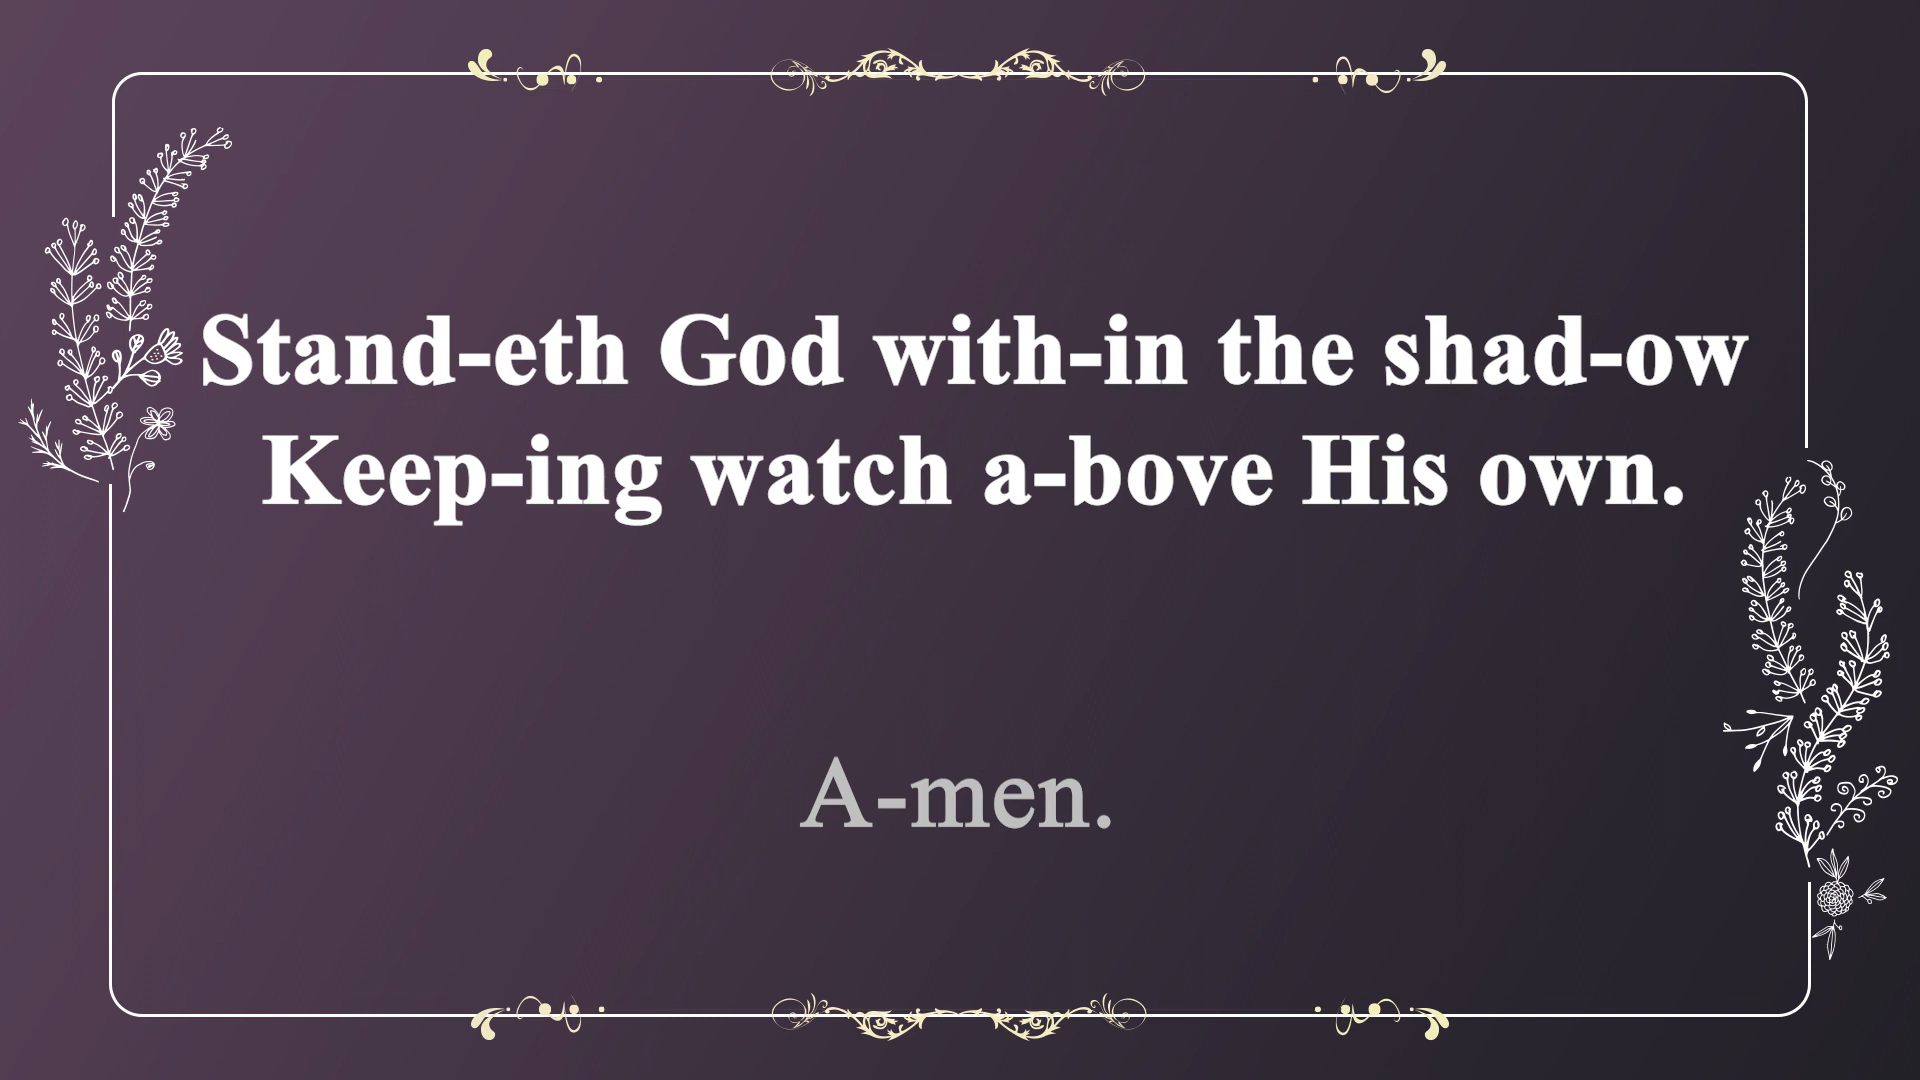 Stand-eth God with-in the shad-ow
Keep-ing watch a-bove His own.
A-men.